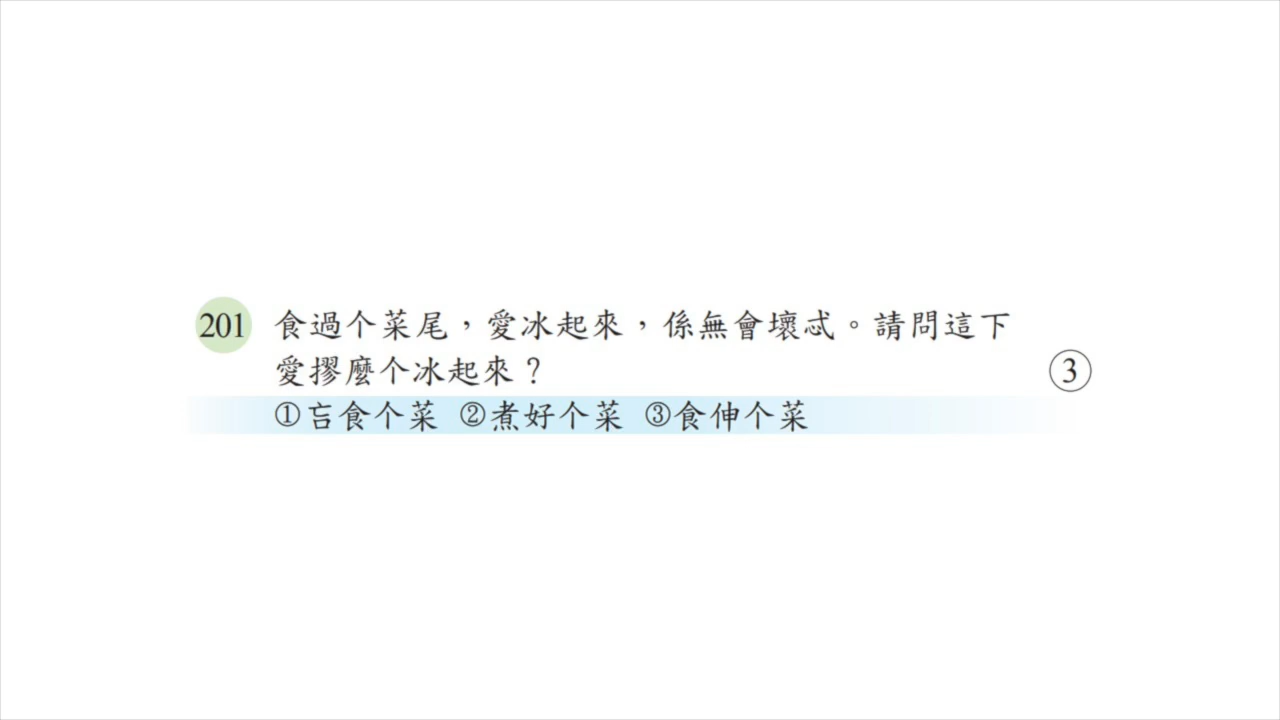 201 食過个菜尾，愛冰起來，係無會壞忒。請問這下
愛摎麼个冰起來？ ③
①吂食个菜 ②煮好个菜 ③食伸个菜